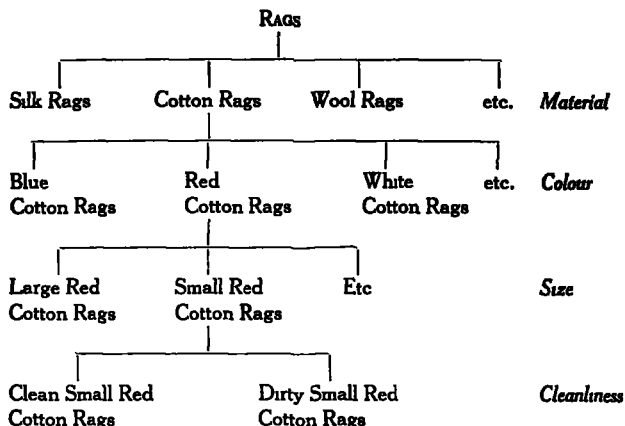 RAGS
Silk Rags Cotton Rags Wool Rags etc. Material
Blue Red White etc. Colour
Cotton Rags Cotton Rags Cotton Rags
Large Red Small Red Etc Size
Cotton Rags Cotton Rags
Clean Small Red Dirty Small Red Cleanliness
Cotton Rags Cotton Rags